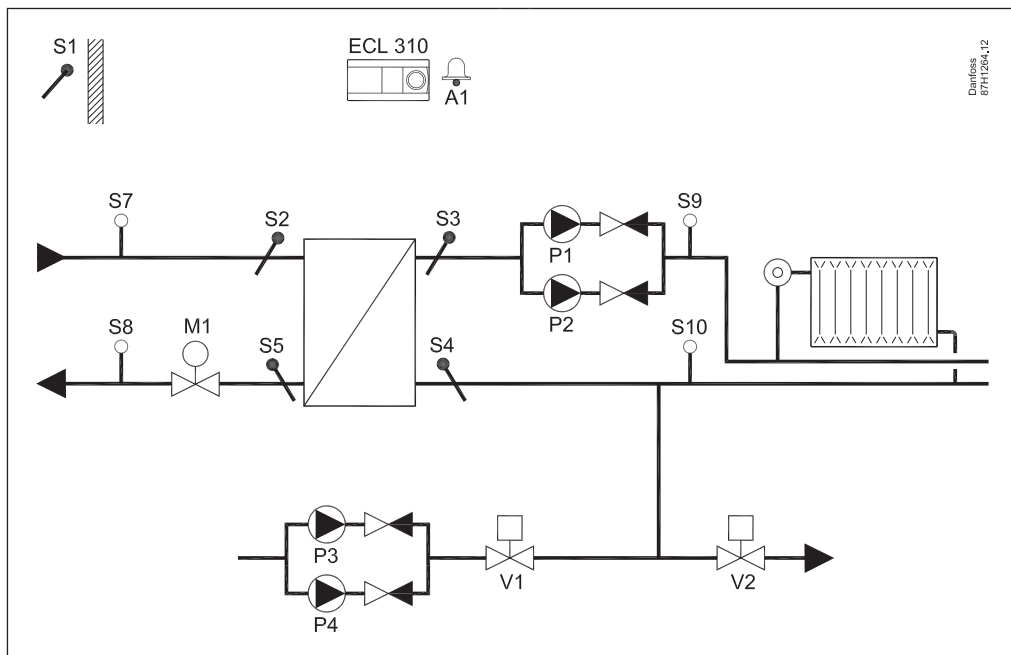 S1
ECL 310
A1
Danfoss
87H1264.12
S7
S2
S3
P1
S9
P2
S8
M1
S5
S4
S10
P3
V1
V2
P4